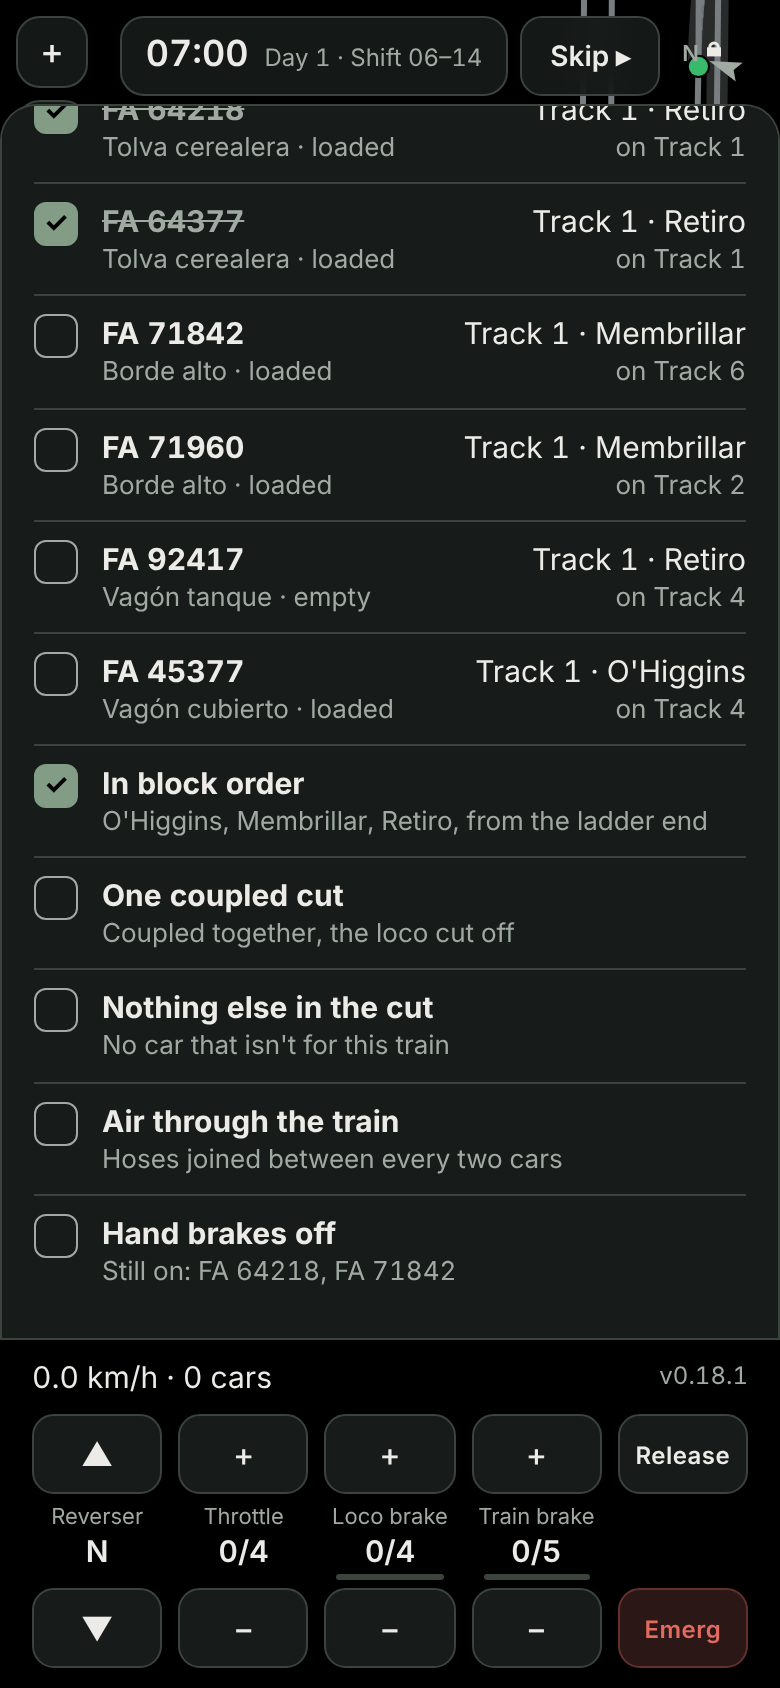 +
07:00 Day 1 · Shift 06–14
Skip ▸
N
FA 64218 Track 1 · Retiro
Tolva cerealera · loaded on Track 1
FA 64377 Track 1 · Retiro
Tolva cerealera · loaded on Track 1
FA 71842 Track 1 · Membrillar
Borde alto · loaded on Track 6
FA 71960 Track 1 · Membrillar
Borde alto · loaded on Track 2
FA 92417 Track 1 · Retiro
Vagón tanque · empty on Track 4
FA 45377 Track 1 · O'Higgins
Vagón cubierto · loaded on Track 4
In block order
O'Higgins, Membrillar, Retiro, from the ladder end
One coupled cut
Coupled together, the loco cut off
Nothing else in the cut
No car that isn't for this train
Air through the train
Hoses joined between every two cars
Hand brakes off
Still on: FA 64218, FA 71842
0.0 km/h · 0 cars v0.18.1
▲ + + + Release
Reverser Throttle Loco brake Train brake
N 0/4 0/4 0/5
▼ – – – Emerg